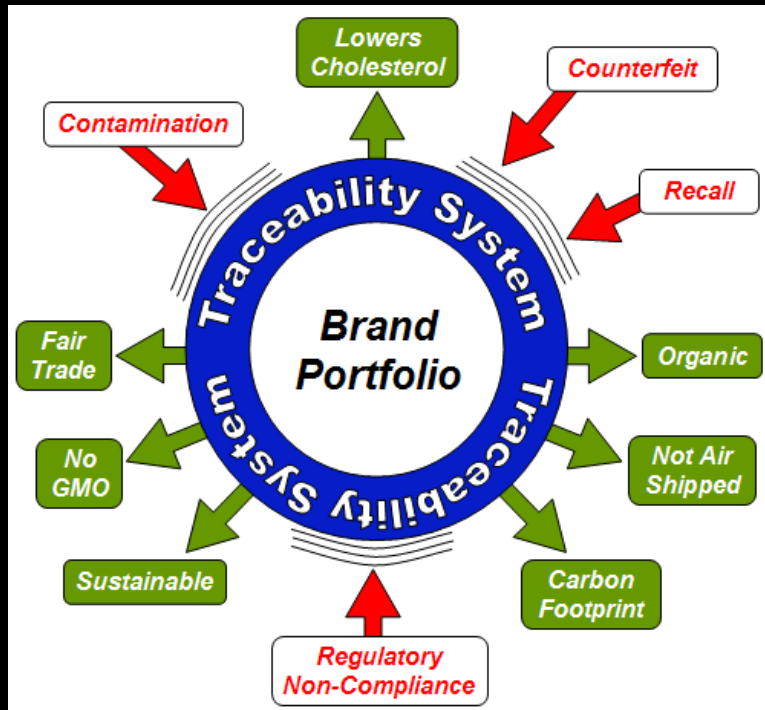 Lowers
Cholesterol
Counterfeit
Contamination
Recall
Traceability System
Brand
Portfolio
Fair
Trade
Organic
No
GMO
Not Air
Shipped
Traceability System
Sustainable
Carbon
Footprint
Regulatory
Non-Compliance